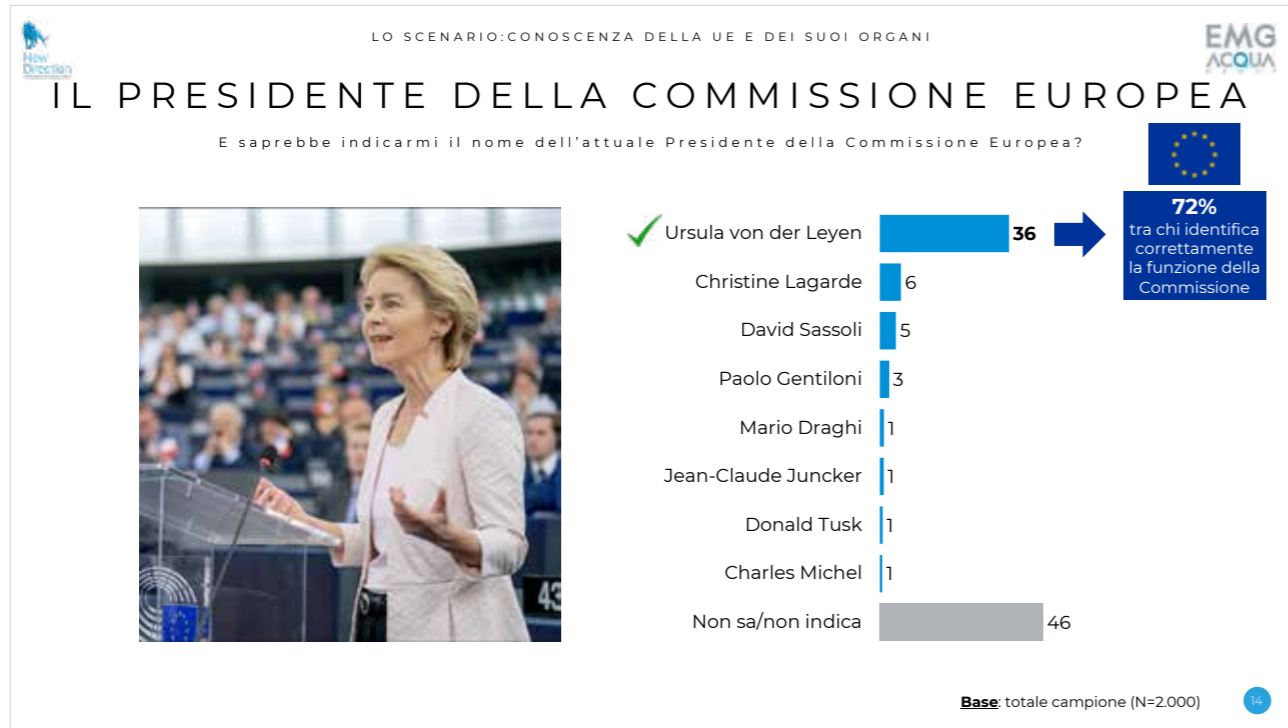 LO SCENARIO:CONOSCENZA DELLA UE E DEI SUOI ORGANI
New
Direction
EMG
ACQUA
IL PRESIDENTE DELLA COMMISSIONE EUROPEA
E saprebbe indicarmi il nome dell'attuale Presidente della Commissione Europea?
72%
tra chi identifica
correttamente
la funzione della
Commissione
Ursula von der Leyen 36
Christine Lagarde 6
David Sassoli 5
Paolo Gentiloni 3
Mario Draghi 1
Jean-Claude Juncker 1
Donald Tusk 1
Charles Michel 1
Non sa/non indica 46
43
Base: totale campione (N=2.000)
14